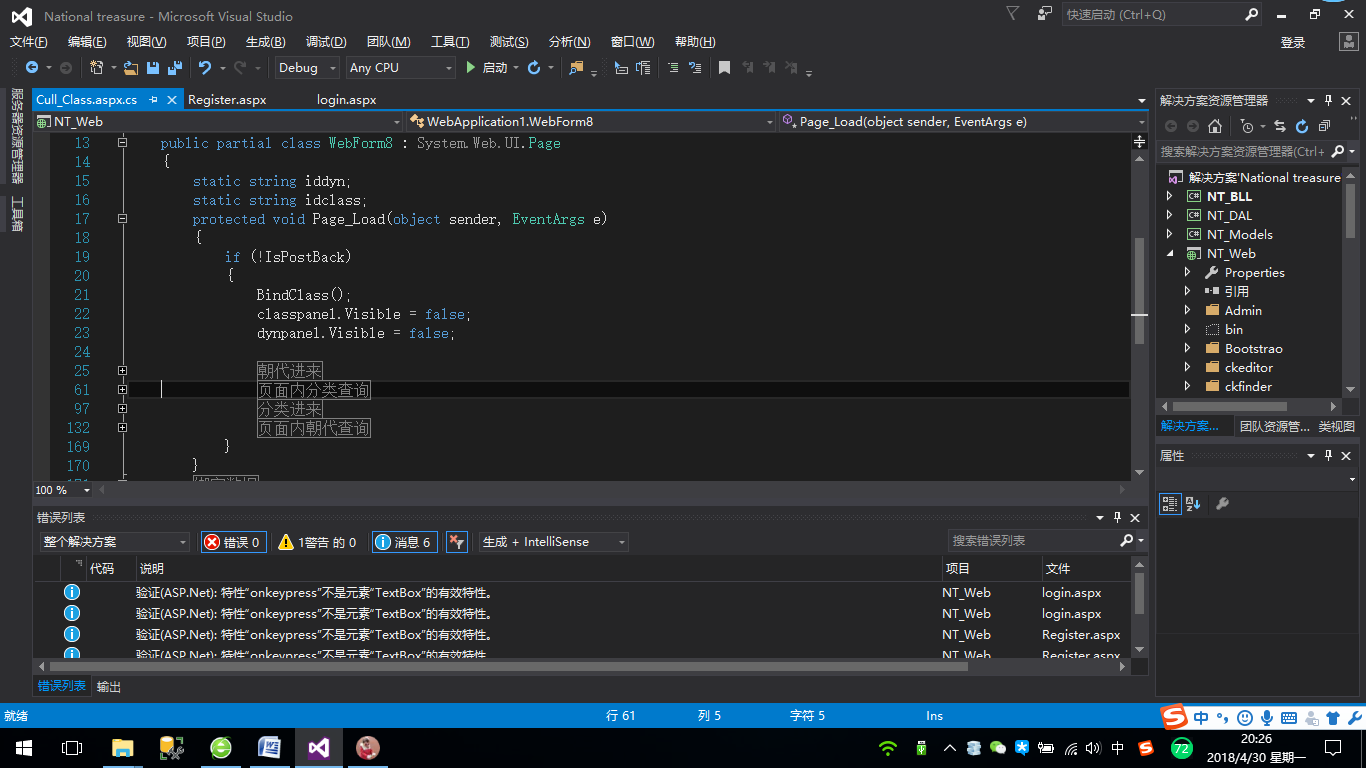 National treasure - Microsoft Visual Studio
快速启动 (Ctrl+Q)
文件(F) 编辑(E) 视图(V) 项目(P) 生成(B) 调试(D) 团队(M) 工具(T) 测试(S) 分析(N) 窗口(W) 帮助(H)
登录
Debug Any CPU 启动
服务器资源管理器
工具箱
Cull_Class.aspx.cs Register.aspx login.aspx
NT_Web WebApplication1.WebForm8 Page_Load(object sender, EventArgs e)
13 public partial class WebForm8 : System.Web.UI.Page
14 {
15 static string iddyn;
16 static string idclass;
17 protected void Page_Load(object sender, EventArgs e)
18 {
19 if (!IsPostBack)
20 {
21 BindClass();
22 classpanel.Visible = false;
23 dynpanel.Visible = false;
24
25 朝代进来
61 页面内分类查询
97 分类进来
132 页面内朝代查询
169 }
170 }
100 %
解决方案资源管理器
搜索解决方案资源管理器(Ctrl+
解决方案'National treasure
NT_BLL
NT_DAL
NT_Models
NT_Web
Properties
引用
Admin
bin
Bootstrao
ckeditor
ckfinder
解决方案... 团队资源管... 类视图
属性
错误列表
整个解决方案 错误 0 1警告 的 0 消息 6 生成 + IntelliSense 搜索错误列表
代码 说明 项目 文件
验证(ASP.Net): 特性“onkeypress”不是元素“TextBox”的有效特性。 NT_Web login.aspx
验证(ASP.Net): 特性“onkeypress”不是元素“TextBox”的有效特性。 NT_Web login.aspx
验证(ASP.Net): 特性“onkeypress”不是元素“TextBox”的有效特性。 NT_Web Register.aspx
验证(ASP.Net): 特性“onkeypress”不是元素“TextBox”的有效特性。 NT_Web Register.aspx
错误列表 输出
就绪 行 61 列 5 字符 5 Ins
中
中 72
20:26
2018/4/30 星期一